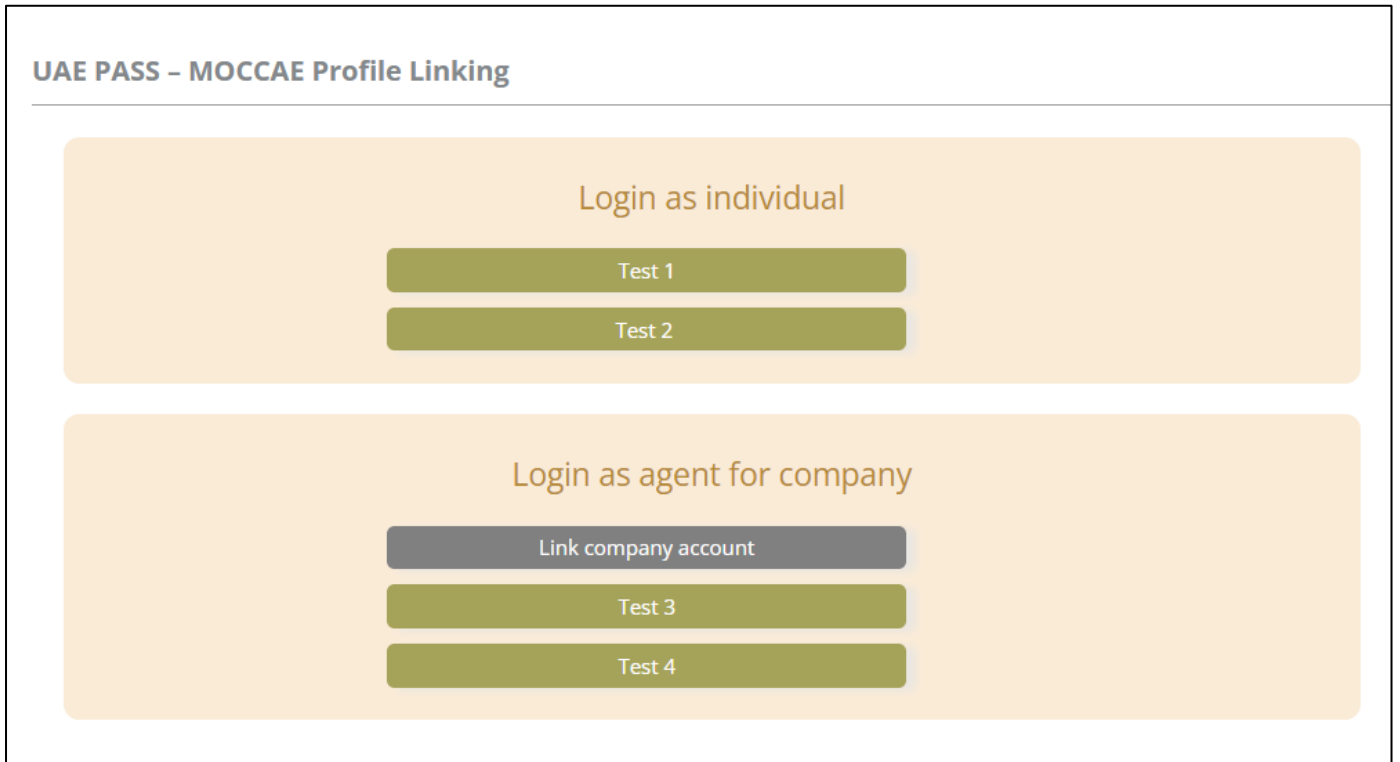 UAE PASS – MOCCAE Profile Linking
Login as individual
Test 1
Test 2
Login as agent for company
Link company account
Test 3
Test 4